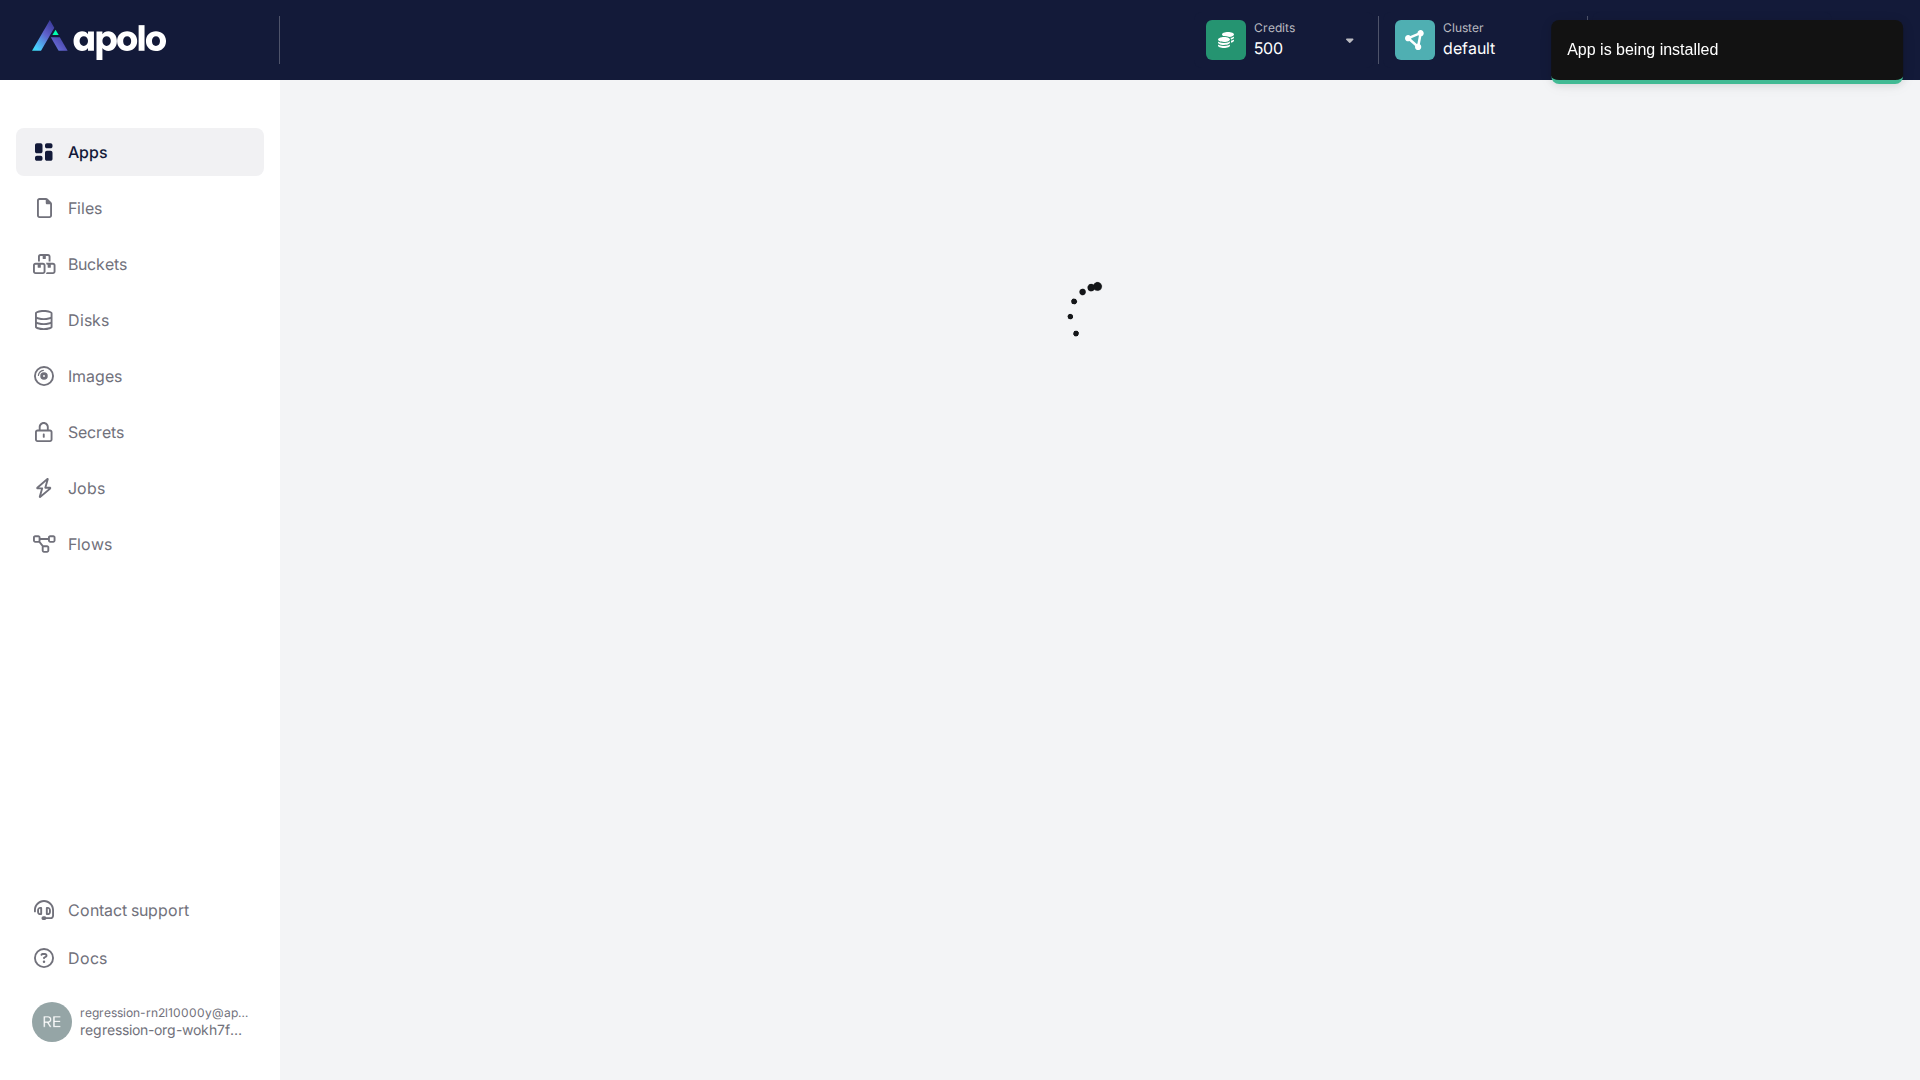 apolo
Credits
500
Cluster
default
App is being installed
Apps
Files
Buckets
Disks
Images
Secrets
Jobs
Flows
Contact support
Docs
RE
regression-rn2l10000y@ap...
regression-org-wokh7f...